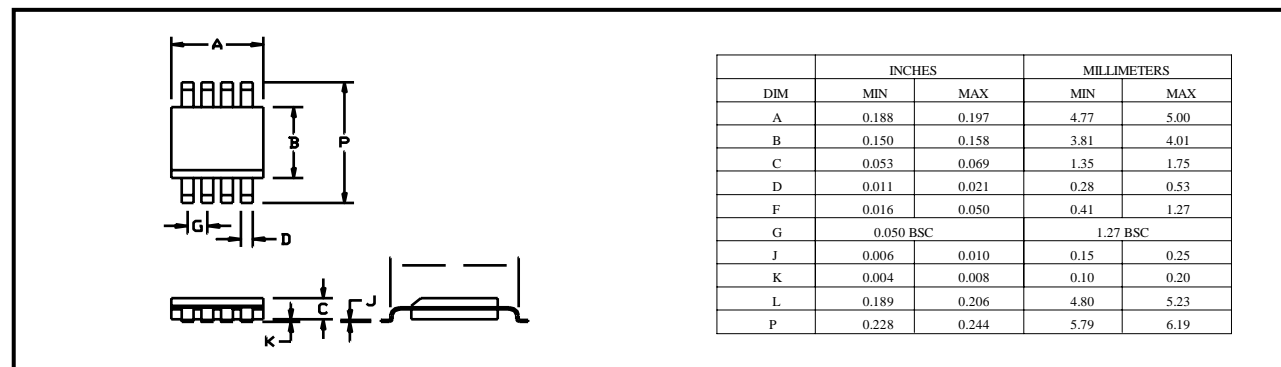 A
B
P
G
D
C
J
K
INCHES MILLIMETERS
DIM MIN MAX MIN MAX
A 0.188 0.197 4.77 5.00
B 0.150 0.158 3.81 4.01
C 0.053 0.069 1.35 1.75
D 0.011 0.021 0.28 0.53
F 0.016 0.050 0.41 1.27
G 0.050 BSC 1.27 BSC
J 0.006 0.010 0.15 0.25
K 0.004 0.008 0.10 0.20
L 0.189 0.206 4.80 5.23
P 0.228 0.244 5.79 6.19